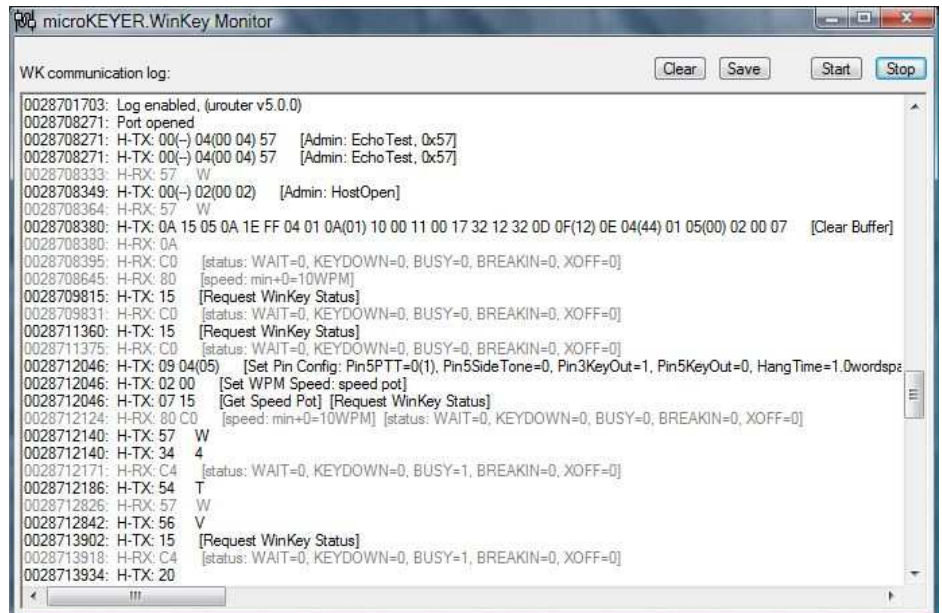 microKEYER.WinKey Monitor
WK communication log:
Clear Save Start Stop
0028701703: Log enabled, (urouter v5.0.0)
0028708271: Port opened
0028708271: H-TX: 00(--) 04(00 04) 57 [Admin: EchoTest, 0x57]
0028708271: H-TX: 00(--) 04(00 04) 57 [Admin: EchoTest, 0x57]
0028708333: H-RX: 57 W
0028708349: H-TX: 00(--) 02(00 02) [Admin: HostOpen]
0028708364: H-RX: 57 W
0028708380: H-TX: 0A 15 05 0A 1E FF 04 01 0A(01) 10 00 11 00 17 32 12 32 0D 0F(12) 0E 04(44) 01 05(00) 02 00 07 [Clear Buffer]
0028708380: H-RX: 0A
0028708395: H-RX: C0 [status: WAIT=0, KEYDOWN=0, BUSY=0, BREAKIN=0, XOFF=0]
0028708645: H-RX: 80 [speed: min+0=10WPM]
0028709815: H-TX: 15 [Request WinKey Status]
0028709831: H-RX: C0 [status: WAIT=0, KEYDOWN=0, BUSY=0, BREAKIN=0, XOFF=0]
0028711360: H-TX: 15 [Request WinKey Status]
0028711375: H-RX: C0 [status: WAIT=0, KEYDOWN=0, BUSY=0, BREAKIN=0, XOFF=0]
0028712046: H-TX: 09 04(05) [Set Pin Config: Pin5PTT=0(1), Pin5SideTone=0, Pin3KeyOut=1, Pin5KeyOut=0, HangTime=1.0wordspa
0028712046: H-TX: 02 00 [Set WPM Speed: speed pot]
0028712046: H-TX: 07 15 [Get Speed Pot] [Request WinKey Status]
0028712124: H-RX: 80 C0 [speed: min+0=10WPM] [status: WAIT=0, KEYDOWN=0, BUSY=0, BREAKIN=0, XOFF=0]
0028712140: H-TX: 57 W
0028712140: H-TX: 34 4
0028712171: H-RX: C4 [status: WAIT=0, KEYDOWN=0, BUSY=1, BREAKIN=0, XOFF=0]
0028712186: H-TX: 54 T
0028712826: H-RX: 57 W
0028712842: H-TX: 56 V
0028713902: H-TX: 15 [Request WinKey Status]
0028713918: H-RX: C4 [status: WAIT=0, KEYDOWN=0, BUSY=1, BREAKIN=0, XOFF=0]
0028713934: H-TX: 20